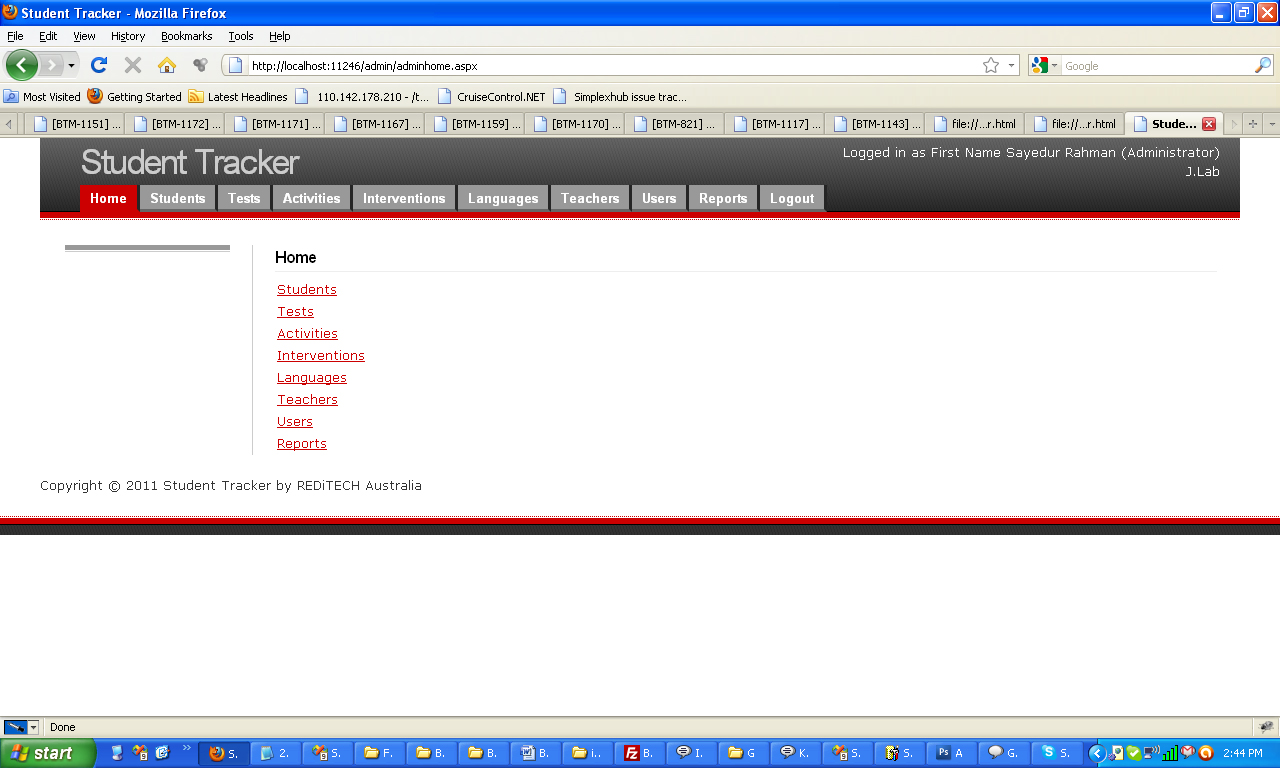 Student Tracker - Mozilla Firefox
File Edit View History Bookmarks Tools Help
http://localhost:11246/admin/adminhome.aspx Google
Most Visited Getting Started Latest Headlines 110.142.178.210 - /t... CruiseControl.NET Simplexhub issue trac...
[BTM-1151] ... [BTM-1172] ... [BTM-1171] ... [BTM-1167] ... [BTM-1159] ... [BTM-1170] ... [BTM-821] ... [BTM-1117] ... [BTM-1143] ... file://...r.html file://...r.html Stude...
Student Tracker
Logged in as First Name Sayedur Rahman (Administrator)
J.Lab
Home Students Tests Activities Interventions Languages Teachers Users Reports Logout
Home
Students
Tests
Activities
Interventions
Languages
Teachers
Users
Reports
Copyright © 2011 Student Tracker by REDiTECH Australia
Done
start S. 2. S. F. B. B. B. i.. B. I. G K. S. S. A G. S. 2:44 PM